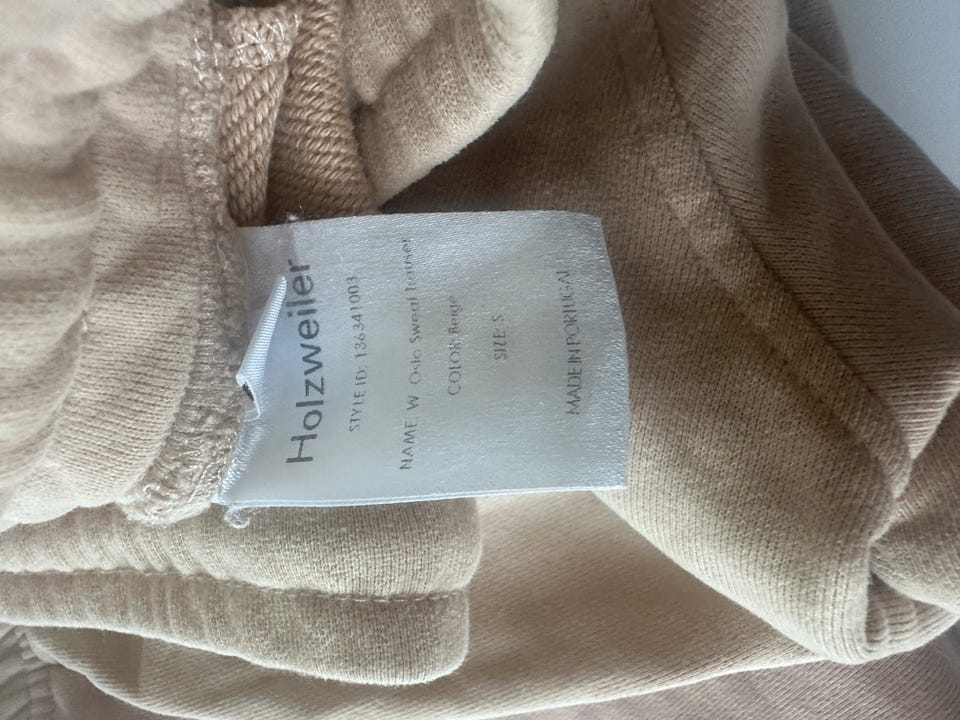 Holzweiler
STYLE ID: 136341003
NAME: W Oslo Sweat Trouser
COLOR: Beige
SIZE: S
MADE IN PORTUGAL